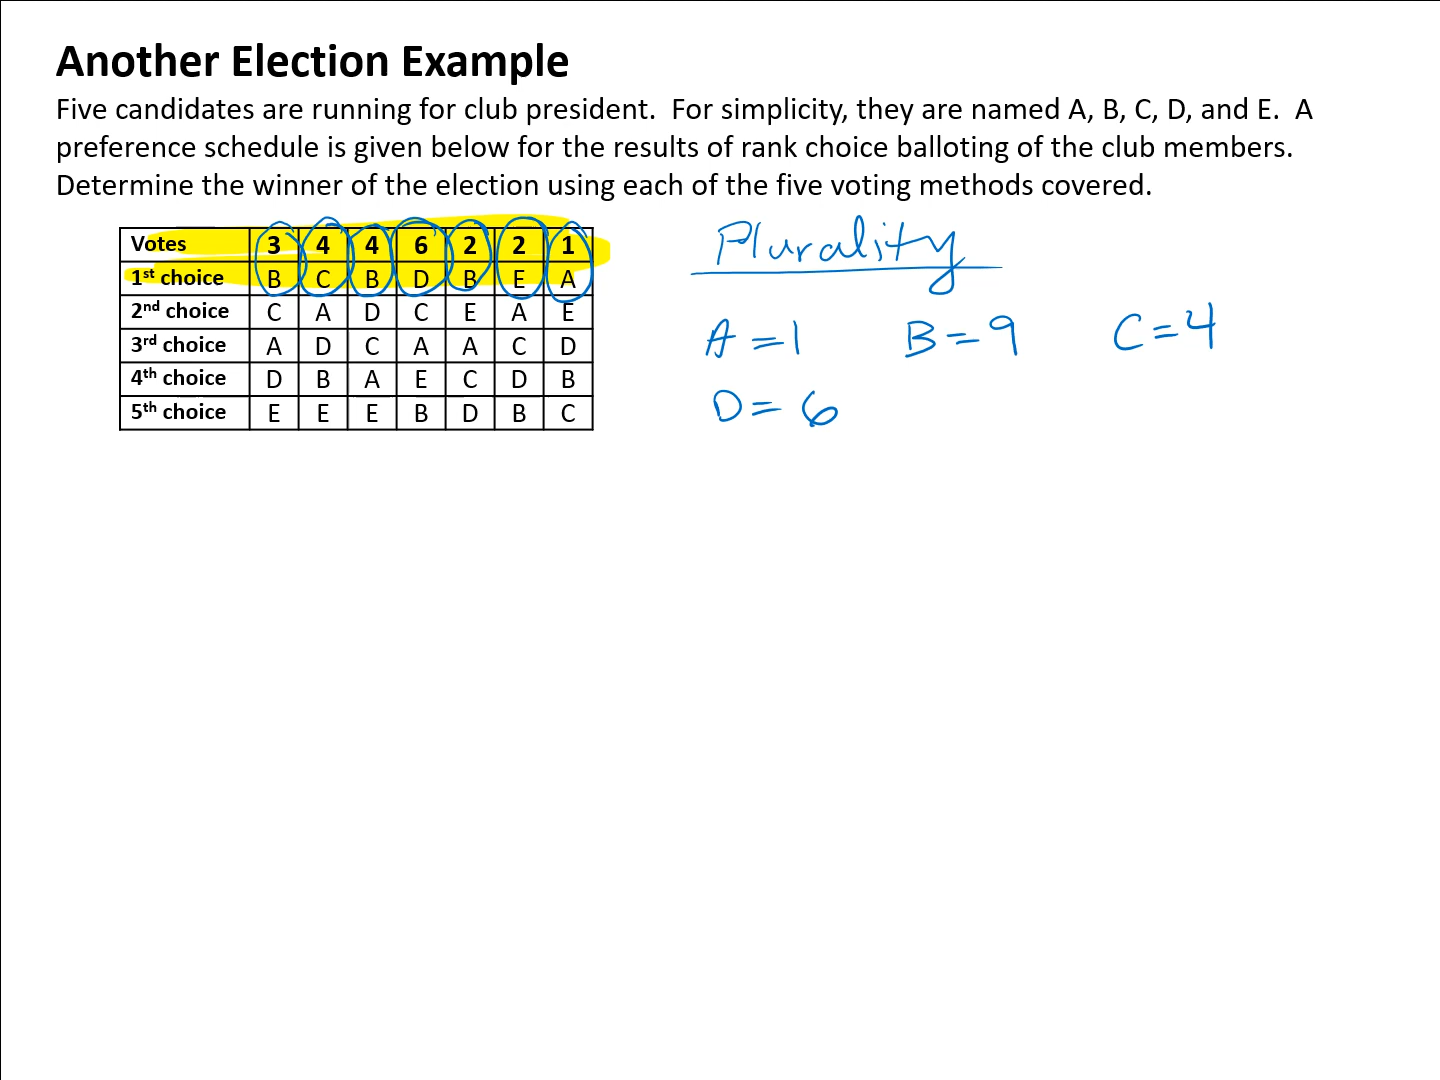 Another Election Example
Five candidates are running for club president.  For simplicity, they are named A, B, C, D, and E.  A
preference schedule is given below for the results of rank choice balloting of the club members.
Determine the winner of the election using each of the five voting methods covered.
Votes 3 4 4 6 2 2 1
1st choice B C B D B E A
2nd choice C A D C E A E
3rd choice A D C A A C D
4th choice D B A E C D B
5th choice E E E B D B C
Plurality
A = 1 B = 9 C = 4
D = 6